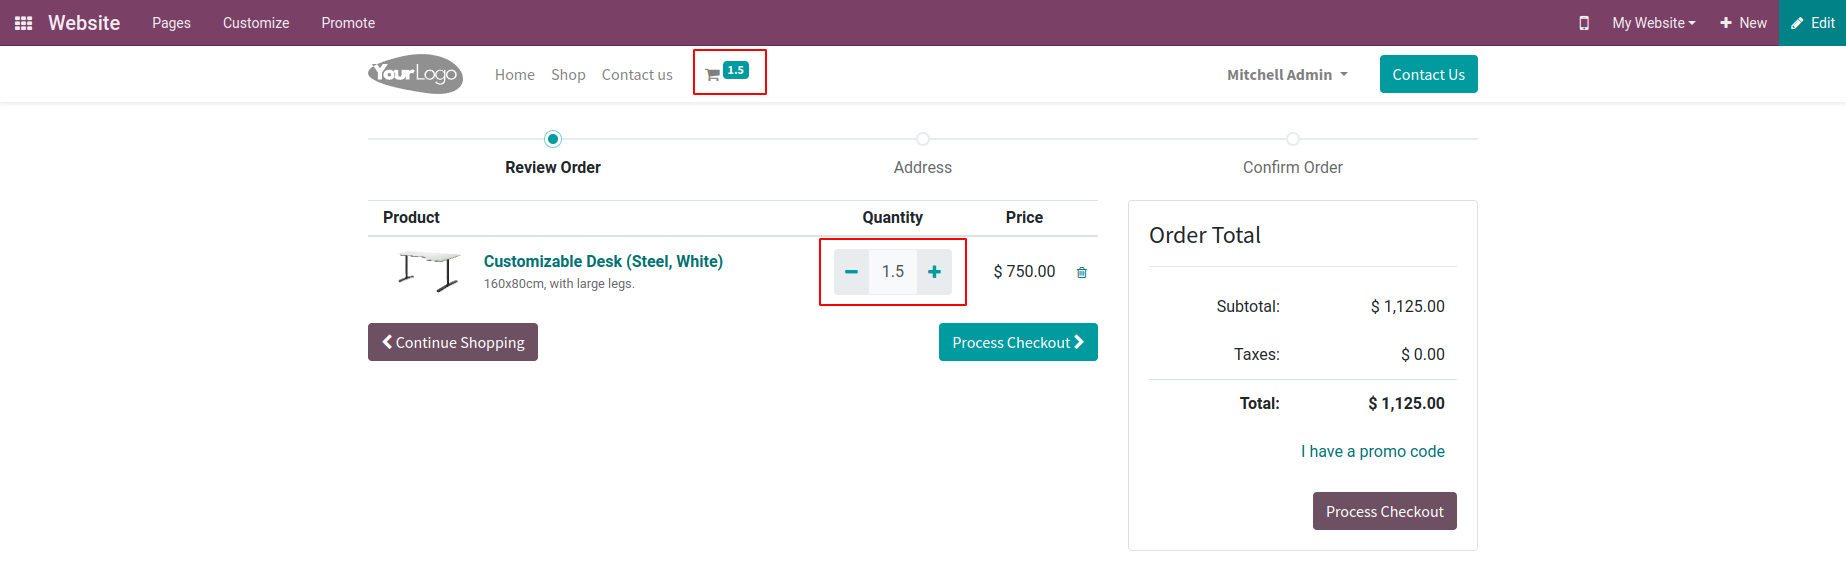 Website Pages Customize Promote My Website New Edit
YourLogo Home Shop Contact us 1.5 Mitchell Admin Contact Us
Review Order Address Confirm Order
Product Quantity Price
Customizable Desk (Steel, White) 1.5 $ 750.00
160x80cm, with large legs.
Continue Shopping Process Checkout
Order Total
Subtotal: $ 1,125.00
Taxes: $ 0.00
Total: $ 1,125.00
I have a promo code
Process Checkout